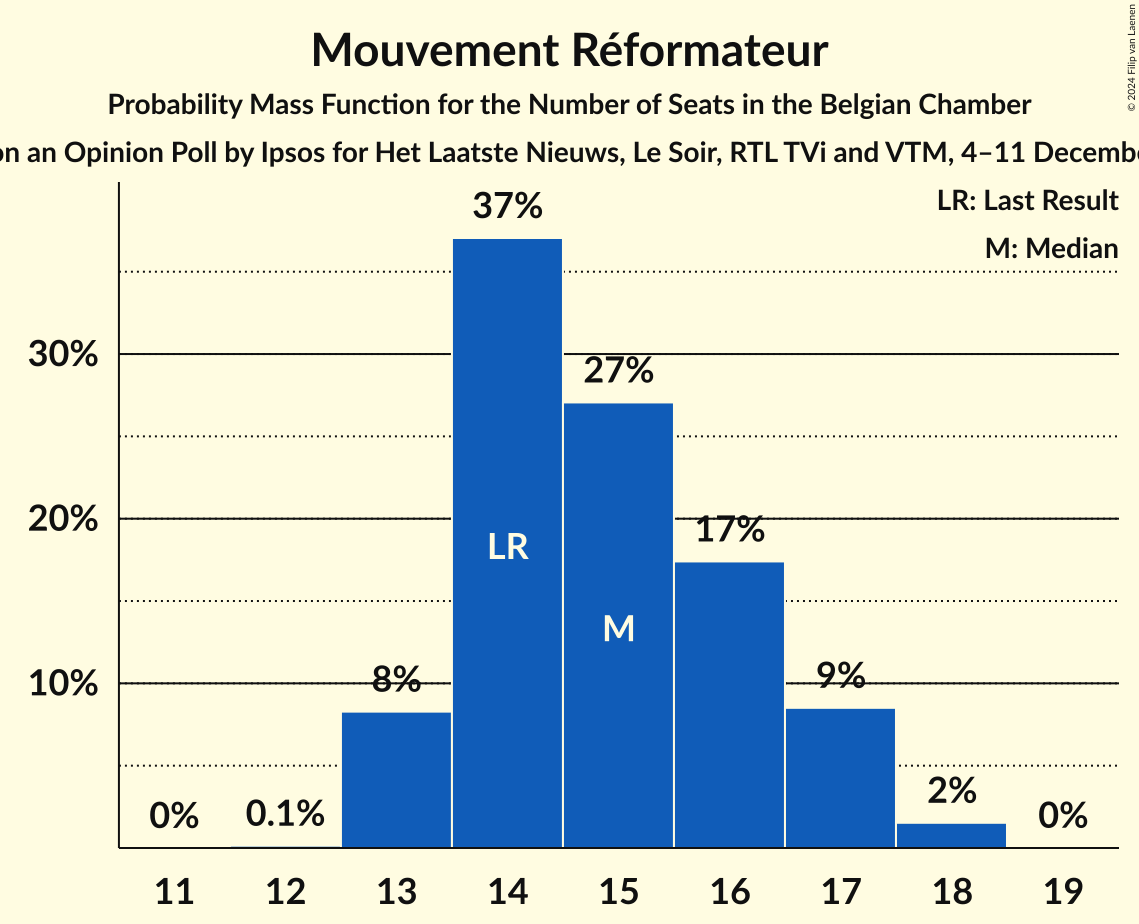 Mouvement Réformateur
Probability Mass Function for the Number of Seats in the Belgian Chamber
an Opinion Poll by Ipsos for Het Laatste Nieuws, Le Soir, RTL TVi and VTM, 4–11
© 2024 Filip van Laenen
LR: Last Result
M: Median
37%
30%
27%
20%
17%
LR
M
10%
8%
9%
0%
0.1%
2%
0%
11 12 13 14 15 16 17 18 19